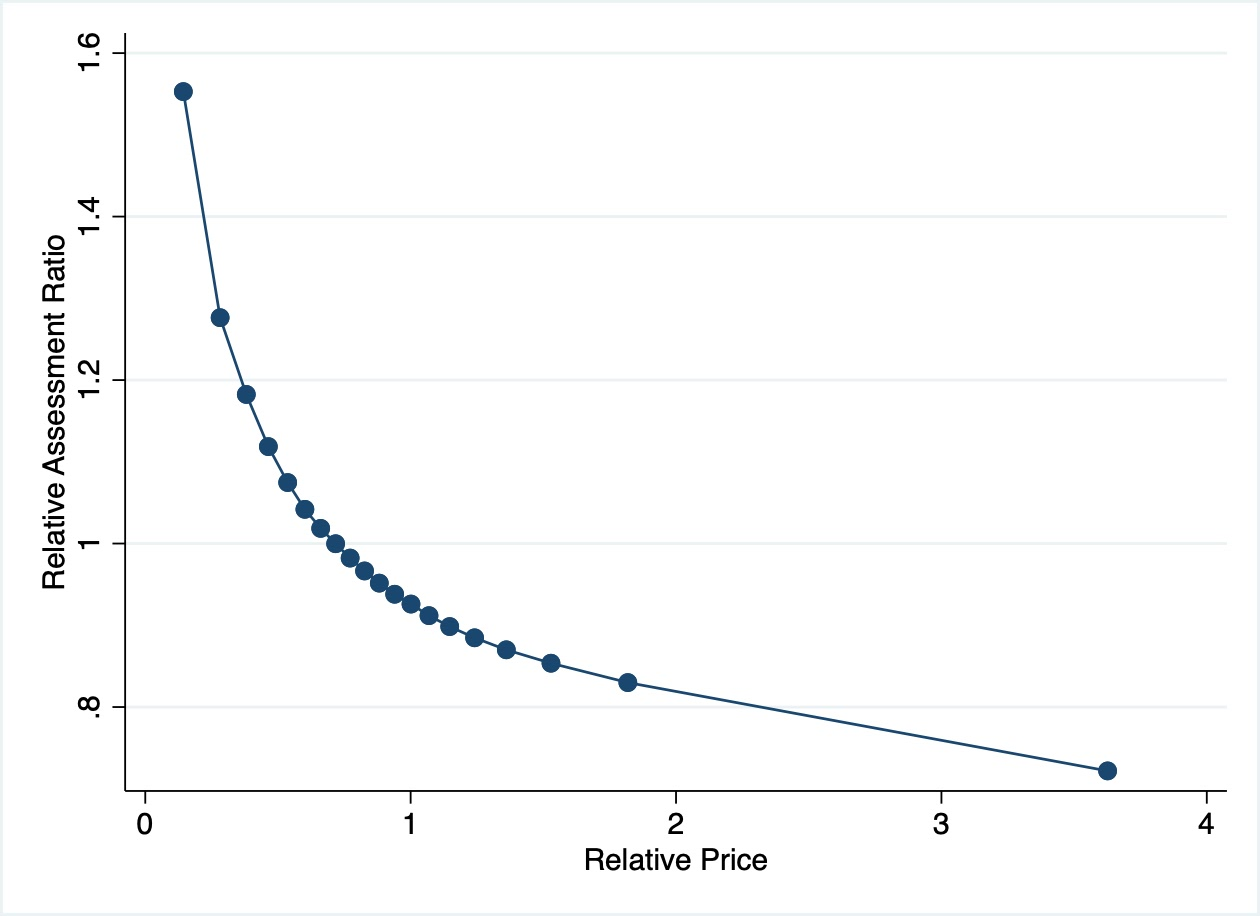 Relative Assessment Ratio
1.6
1.4
1.2
1
.8
0 1 2 3 4
Relative Price